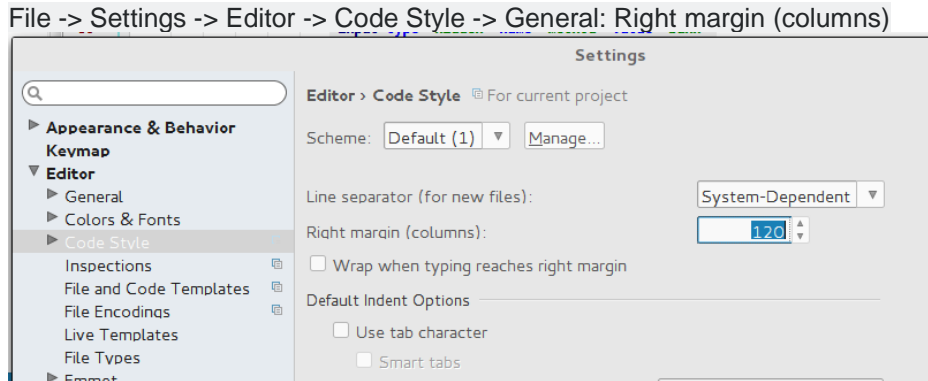 File -> Settings -> Editor -> Code Style -> General: Right margin (columns)
Settings
Editor › Code Style For current project
Appearance & Behavior
Keymap
Editor
General
Colors & Fonts
Code Style
Inspections
File and Code Templates
File Encodings
Live Templates
File Types
Emmet
Scheme: Default (1) Manage...
Line separator (for new files): System-Dependent
Right margin (columns): 120
Wrap when typing reaches right margin
Default Indent Options
Use tab character
Smart tabs